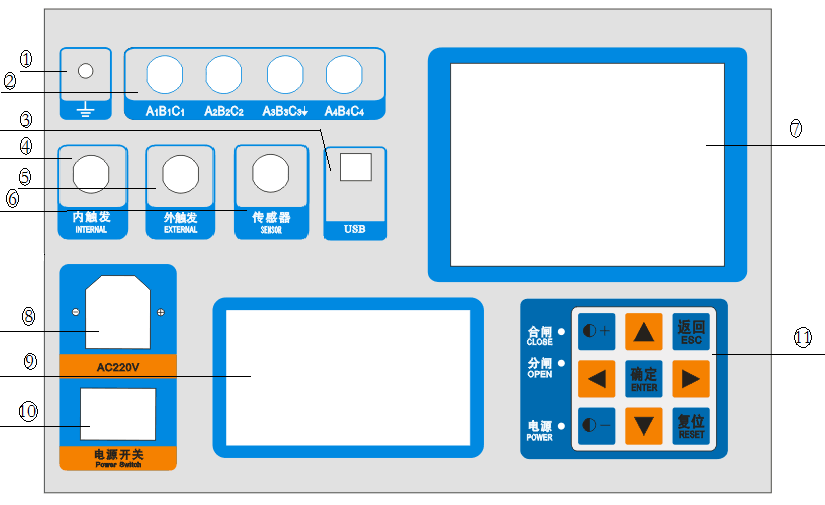 ①
②
A1B1C1 A2B2C2 A3B3C3⏚ A4B4C4
③
④
⑤
⑥
⑦
内触发
INTERNAL
外触发
EXTERNAL
传感器
SENSOR
USB
⑧
AC220V
⑨
⑩
电源开关
Power Switch
合闸
CLOSE
分闸
OPEN
电源
POWER
+
返回
ESC
确定
ENTER
−
复位
RESET
⑪